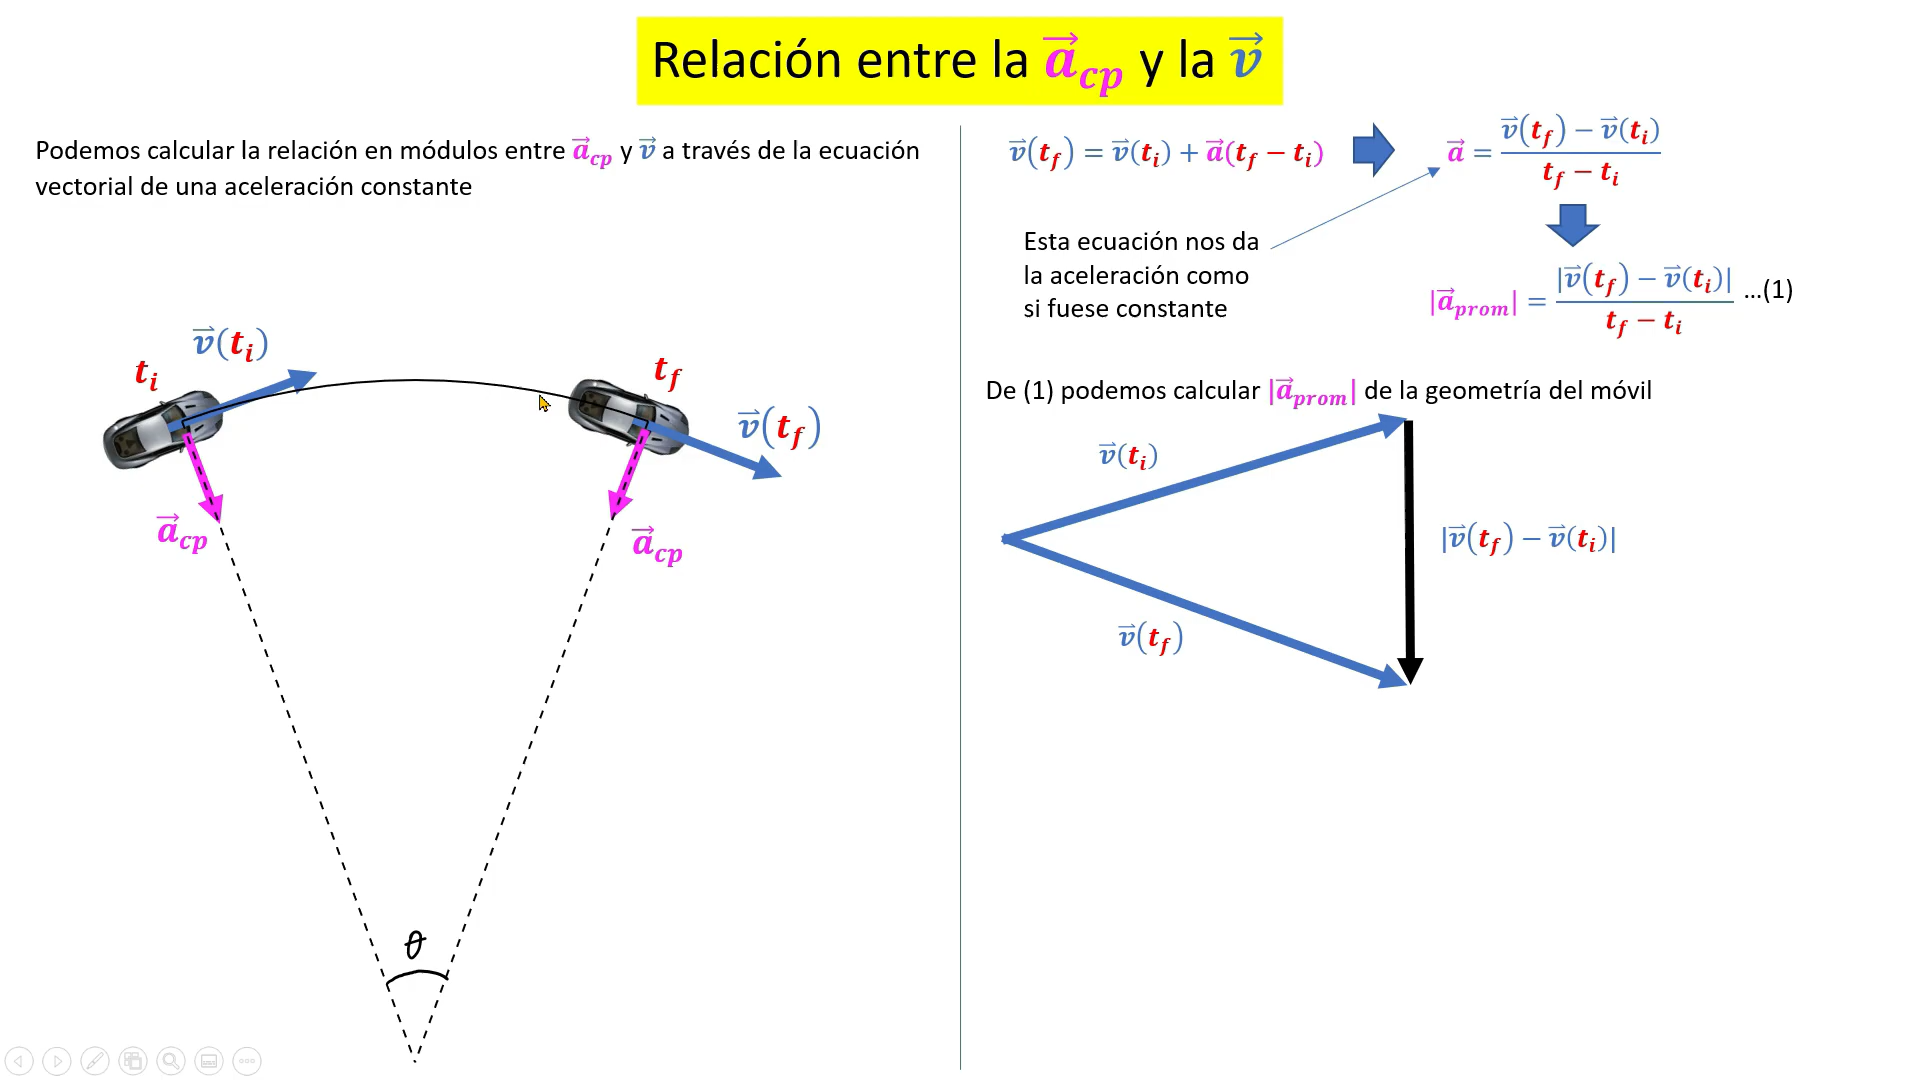 Relación entre la a⃗cp y la v⃗
Podemos calcular la relación en módulos entre a⃗cp y v⃗ a través de la ecuación
vectorial de una aceleración constante
v⃗(ti)
ti
tf
v⃗(tf)
a⃗cp
a⃗cp
θ
v⃗(tf) = v⃗(ti) + a⃗(tf − ti)
a⃗ = (v⃗(tf) − v⃗(ti)) / (tf − ti)
Esta ecuación nos da
la aceleración como
si fuese constante
|a⃗prom| = |v⃗(tf) − v⃗(ti)| / (tf − ti) ...(1)
De (1) podemos calcular |a⃗prom| de la geometría del móvil
v⃗(ti)
|v⃗(tf) − v⃗(ti)|
v⃗(tf)